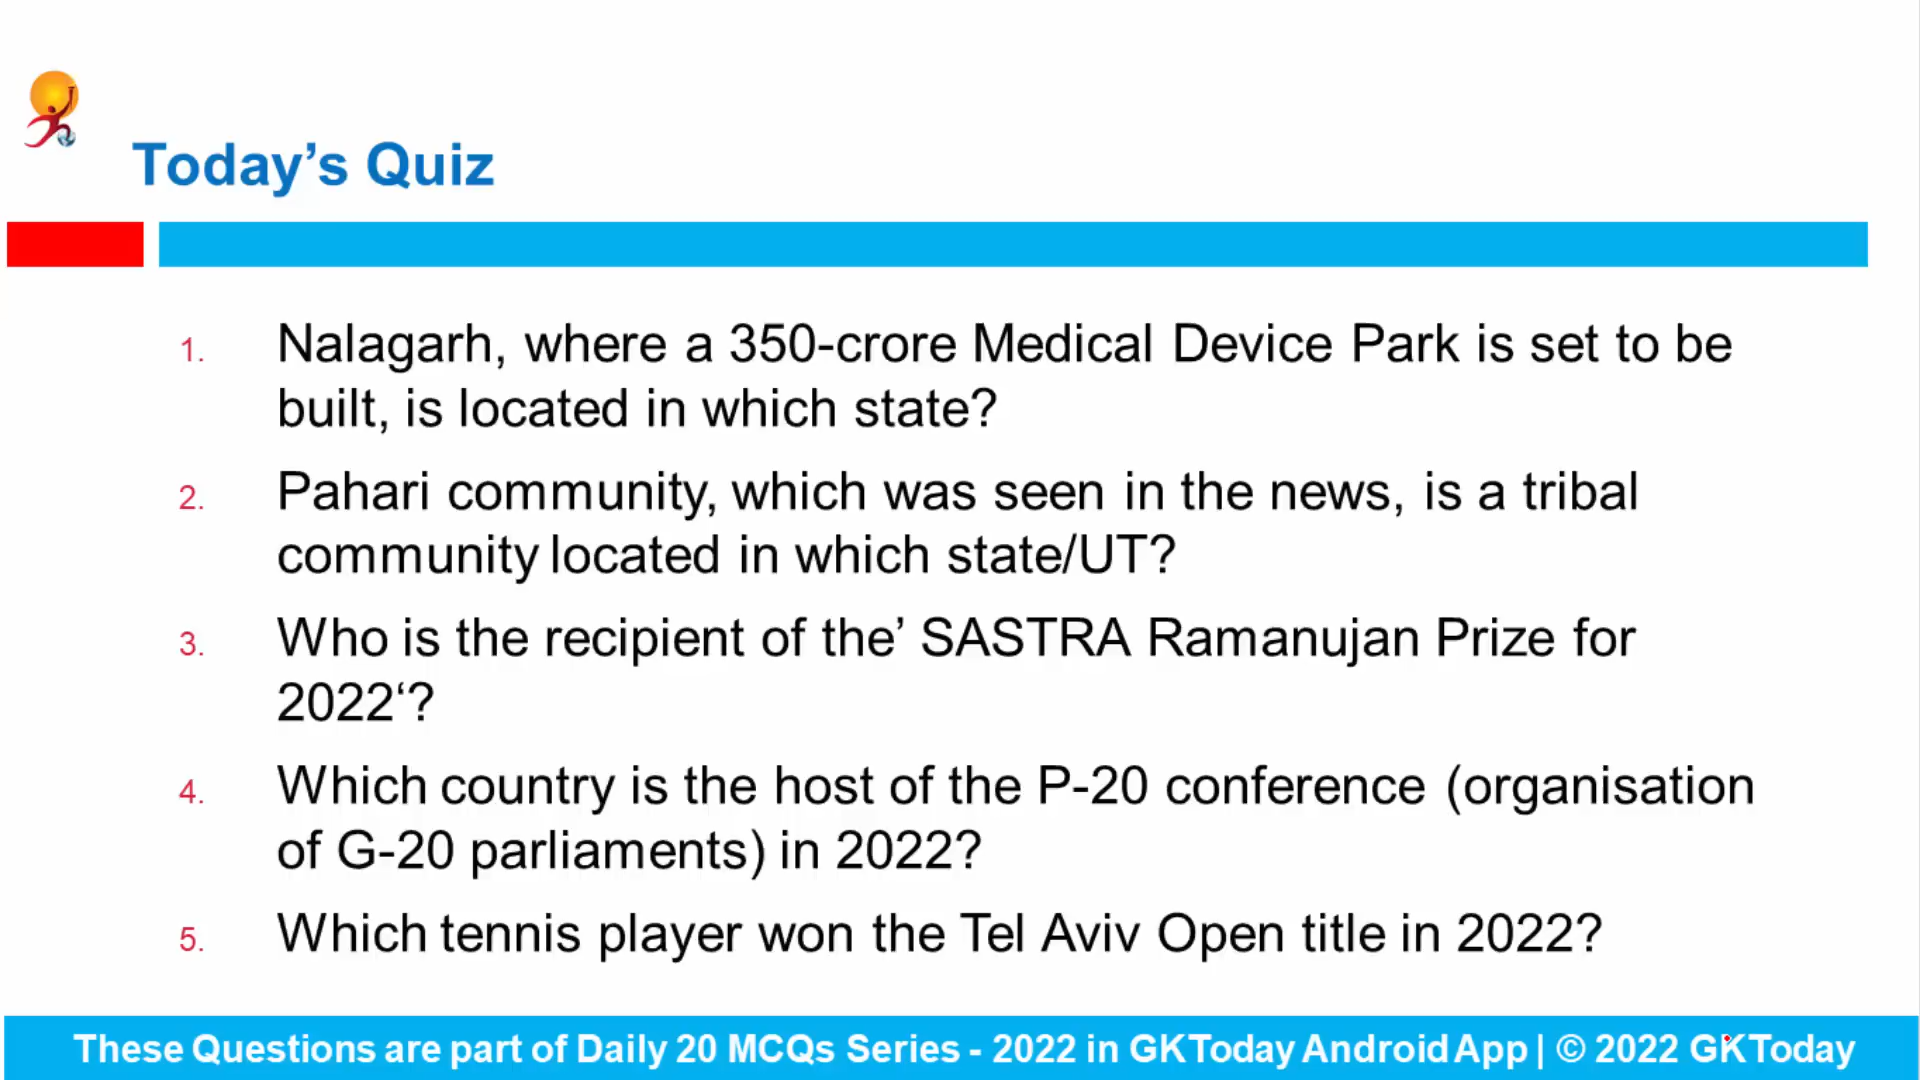 Today’s Quiz
1. Nalagarh, where a 350-crore Medical Device Park is set to be
built, is located in which state?
2. Pahari community, which was seen in the news, is a tribal
community located in which state/UT?
3. Who is the recipient of the’ SASTRA Ramanujan Prize for
2022‘?
4. Which country is the host of the P-20 conference (organisation
of G-20 parliaments) in 2022?
5. Which tennis player won the Tel Aviv Open title in 2022?
These Questions are part of Daily 20 MCQs Series - 2022 in GKToday Android App | © 2022 GKToday